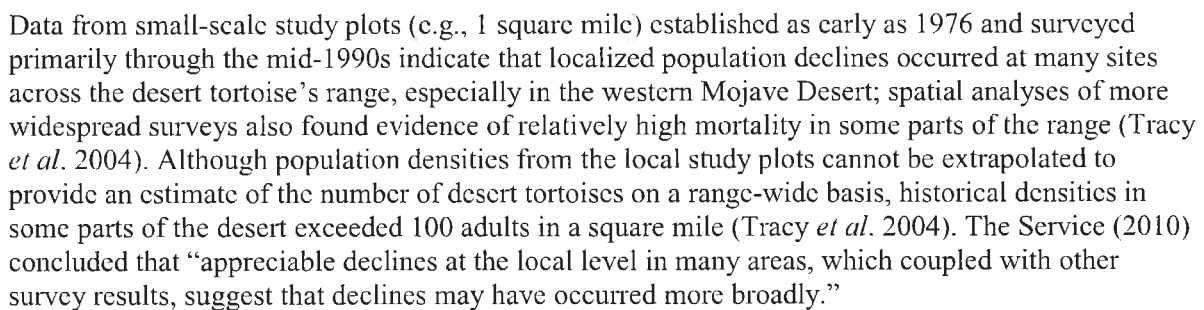 Data from small-scale study plots (e.g., 1 square mile) established as early as 1976 and surveyed
primarily through the mid-1990s indicate that localized population declines occurred at many sites
across the desert tortoise's range, especially in the western Mojave Desert; spatial analyses of more
widespread surveys also found evidence of relatively high mortality in some parts of the range (Tracy
et al. 2004). Although population densities from the local study plots cannot be extrapolated to
provide an estimate of the number of desert tortoises on a range-wide basis, historical densities in
some parts of the desert exceeded 100 adults in a square mile (Tracy et al. 2004). The Service (2010)
concluded that “appreciable declines at the local level in many areas, which coupled with other
survey results, suggest that declines may have occurred more broadly.”